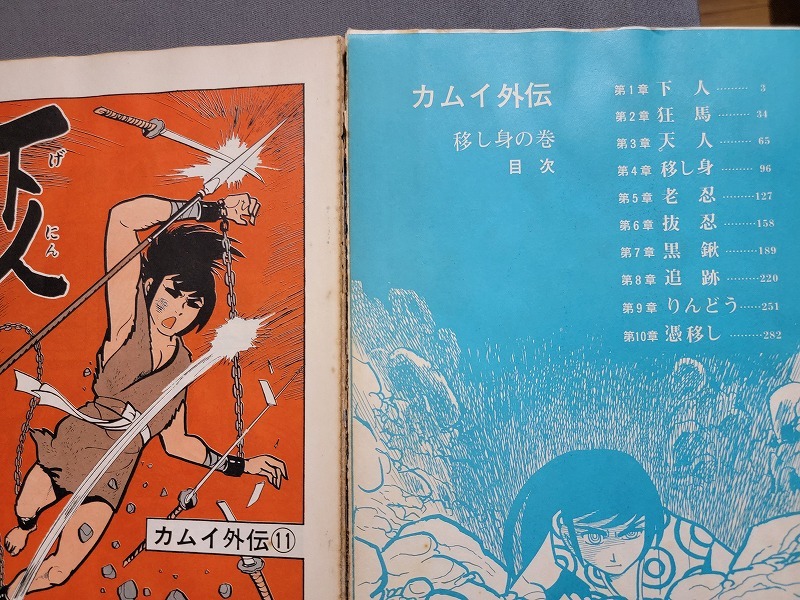 下人
げにん
カムイ外伝⑪
カムイ外伝
移し身の巻
目次
第1章 下人 ……… 3
第2章 狂馬 ……… 34
第3章 天人 ……… 65
第4章 移し身 ……… 96
第5章 老忍 ………127
第6章 抜忍 ………158
第7章 黒鍬 ………189
第8章 追跡 ………220
第9章 りんどう……251
第10章 憑移し ………282